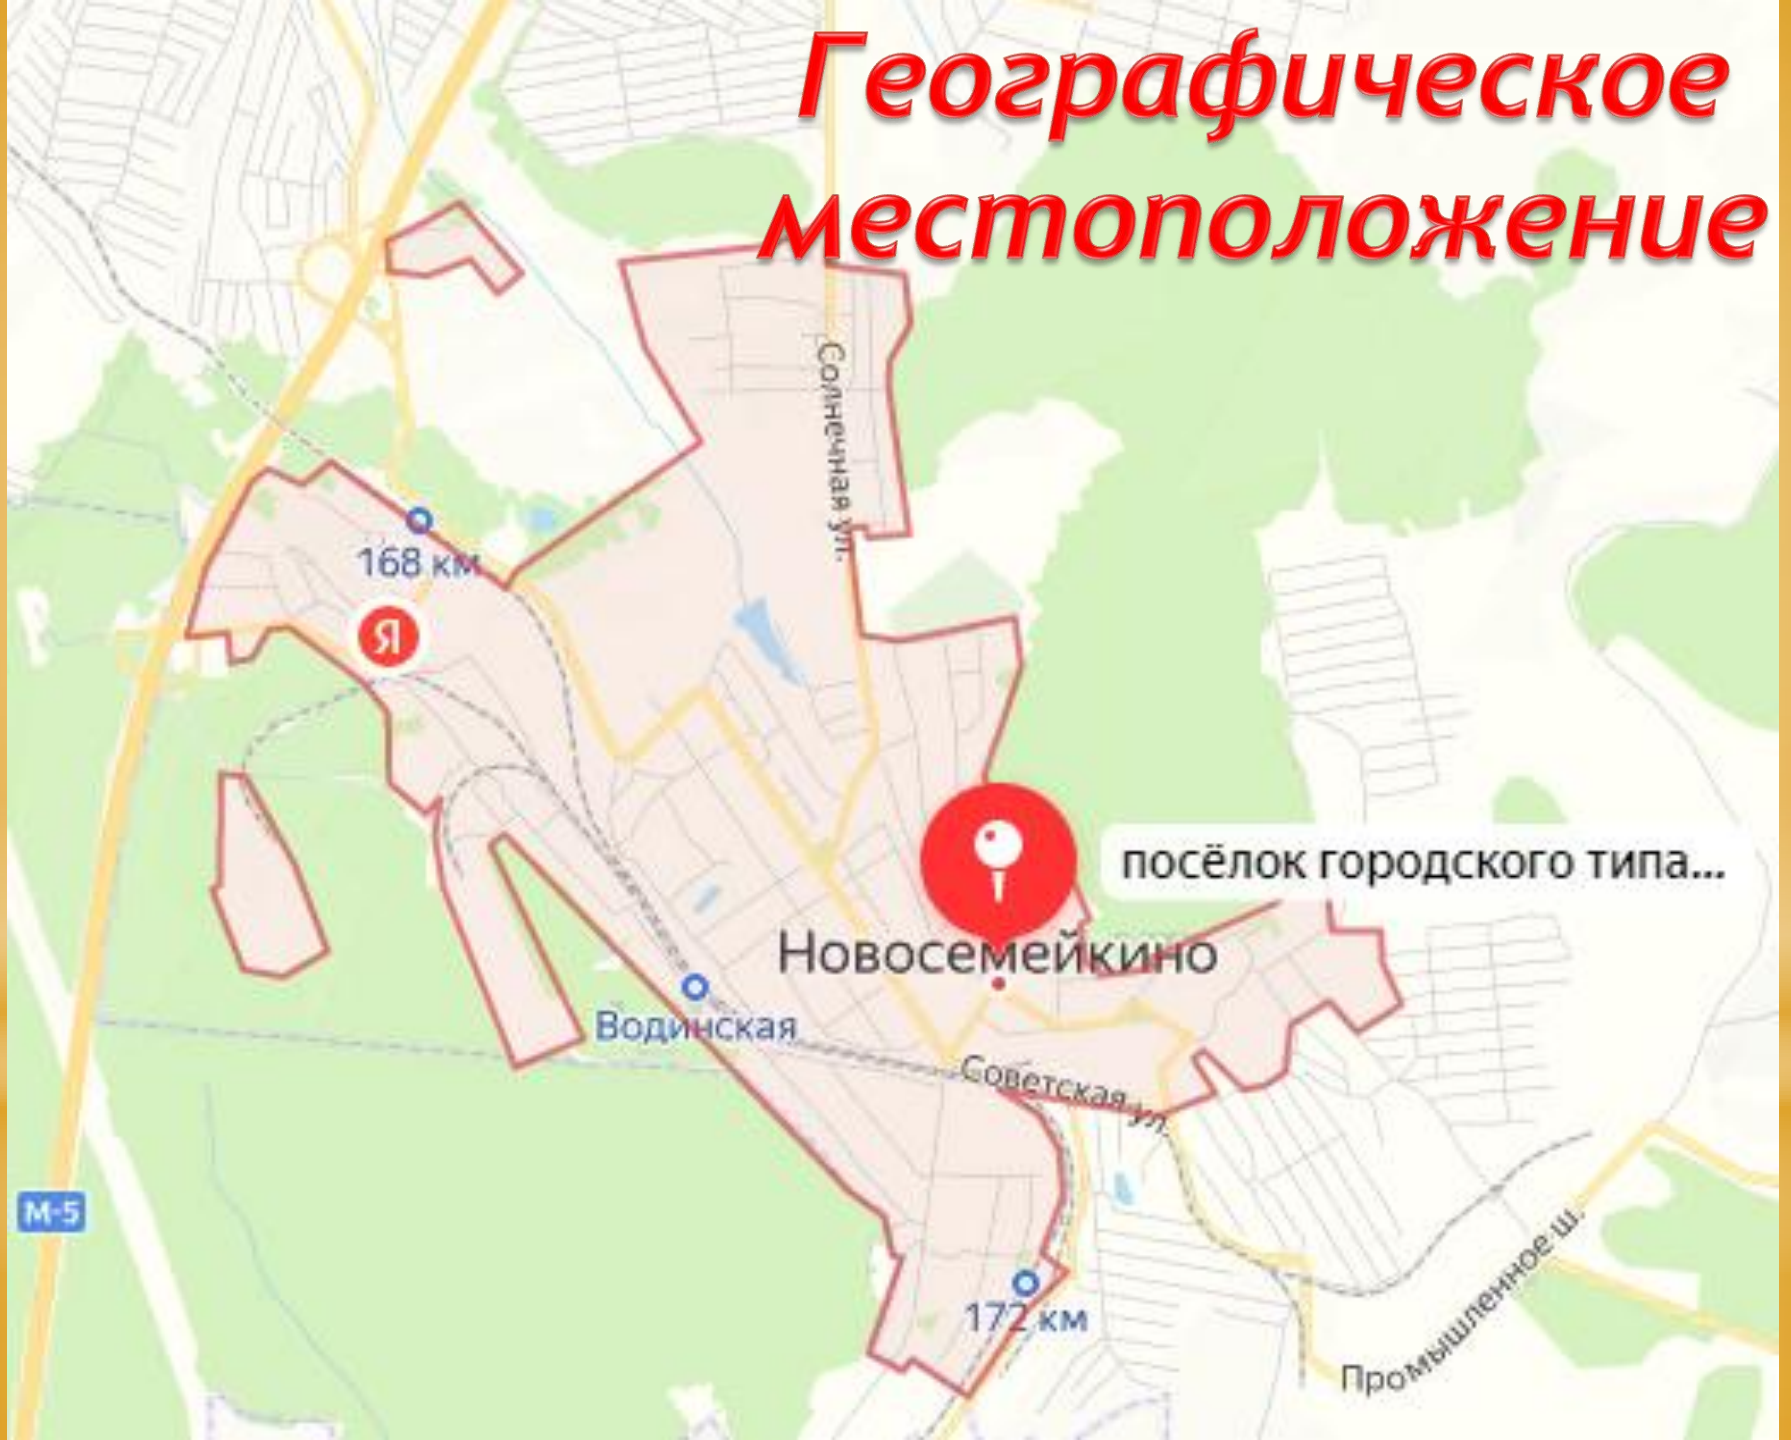 Географическое
местоположение
Солнечная ул.
168 км
Я
посёлок городского типа...
Новосемейкино
Водинская
Советская ул.
М-5
172 км
Промышленное ш.